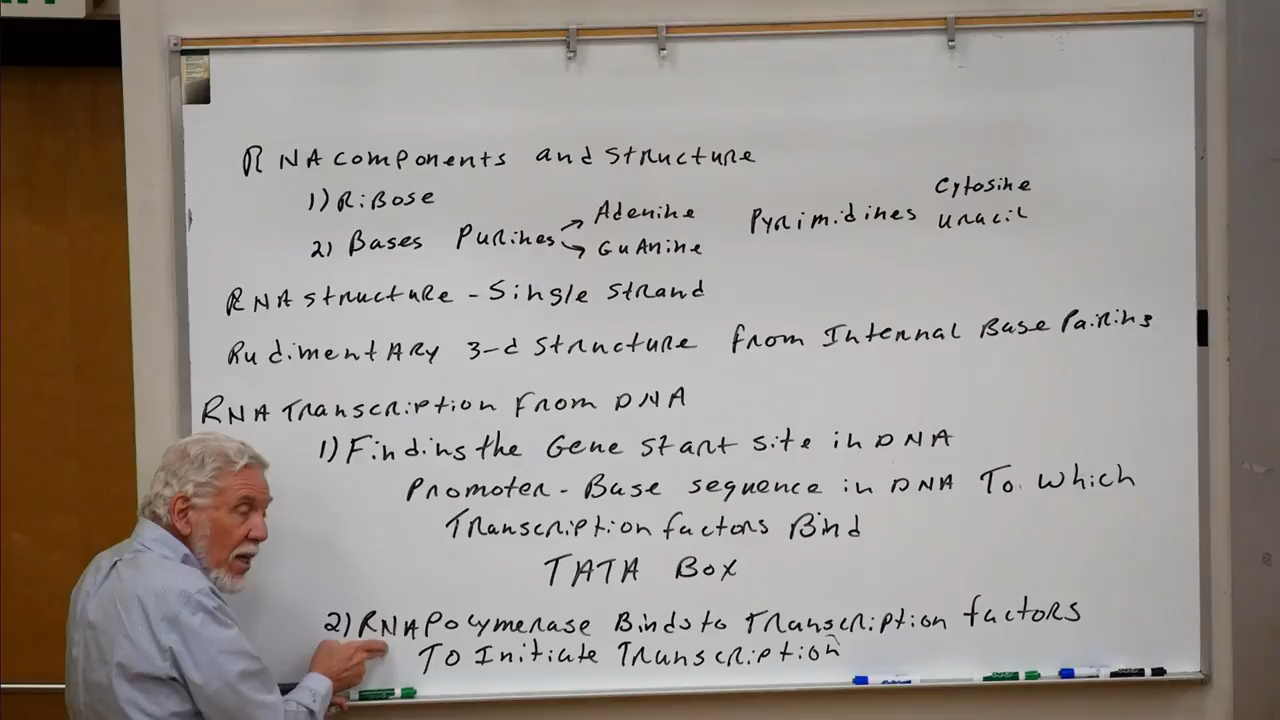 RNA components and structure
1) RiBose
2) Bases Purines → Adenine → GuAnine Pyrimidines Cytosine Uracil
RNA structure - Single strand
RudimentARy 3-d structure from Internal Base Pairing
RNA Transcription From DNA
1) Finding the Gene start site in DNA
Promoter - Base sequence in DNA To which
Transcription factors Bind
TATA Box
2) RNA Polymerase Binds to Transcription factors
To Initiate Transcription